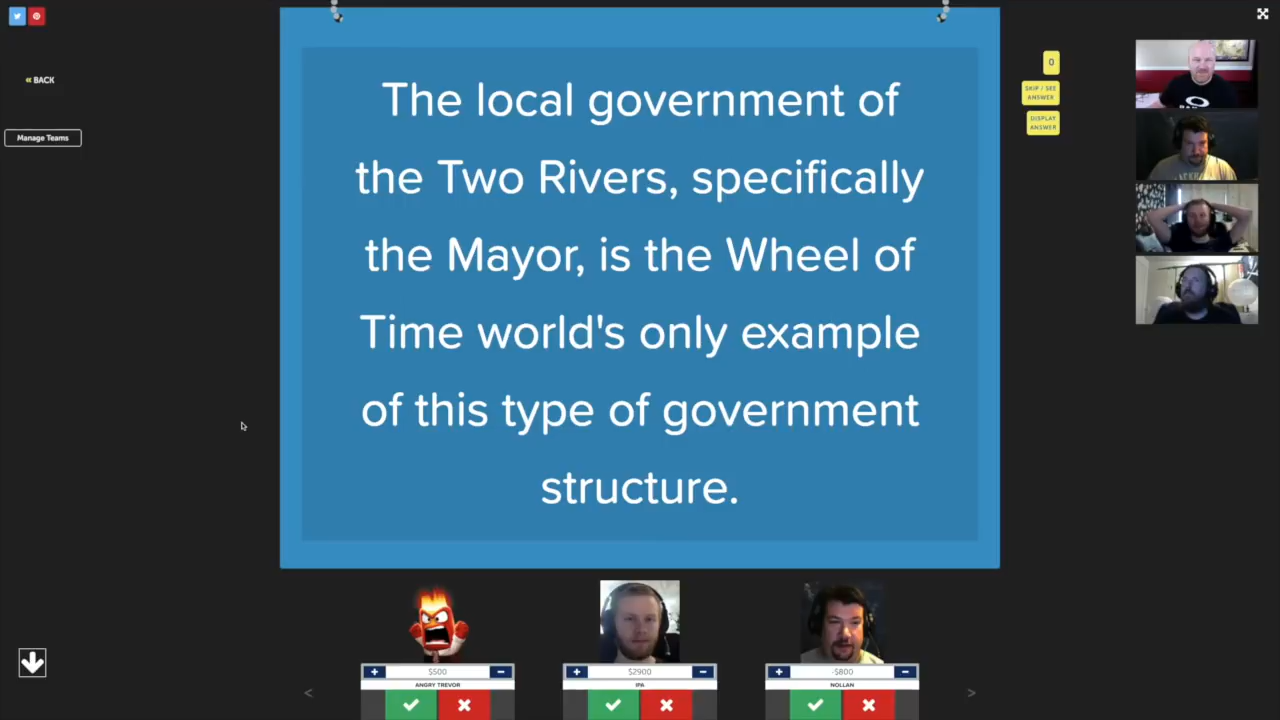 « BACK
Manage Teams
The local government of
the Two Rivers, specifically
the Mayor, is the Wheel of
Time world's only example
of this type of government
structure.
0
SKIP / SEE
ANSWER
DISPLAY
ANSWER
$500
ANGRY TREVOR
$2900
IPA
-$800
NOLLAN